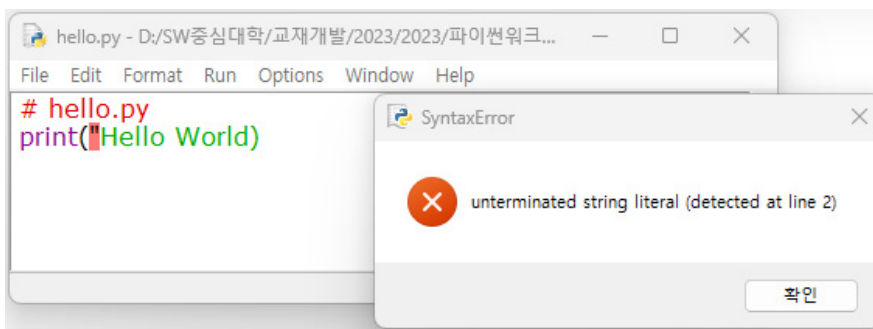 hello.py - D:/SW중심대학/교재개발/2023/2023/파이썬워크...
File Edit Format Run Options Window Help
# hello.py
print("Hello World)
SyntaxError
unterminated string literal (detected at line 2)
확인